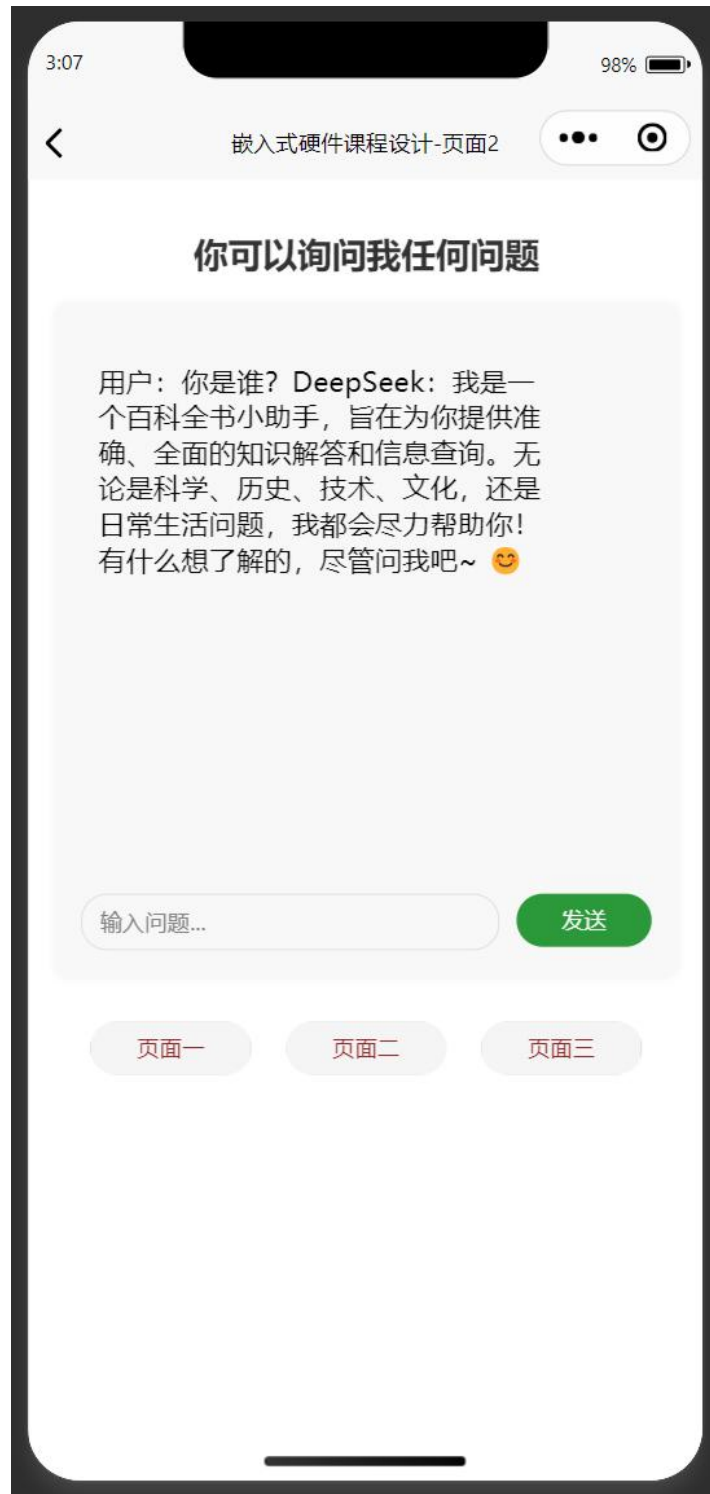 3:07
98%
嵌入式硬件课程设计-页面2
你可以询问我任何问题
用户：你是谁？DeepSeek：我是一
个百科全书小助手，旨在为你提供准
确、全面的知识解答和信息查询。无
论是科学、历史、技术、文化，还是
日常生活问题，我都会尽力帮助你！
有什么想了解的，尽管问我吧~ 😊
输入问题...
发送
页面一
页面二
页面三